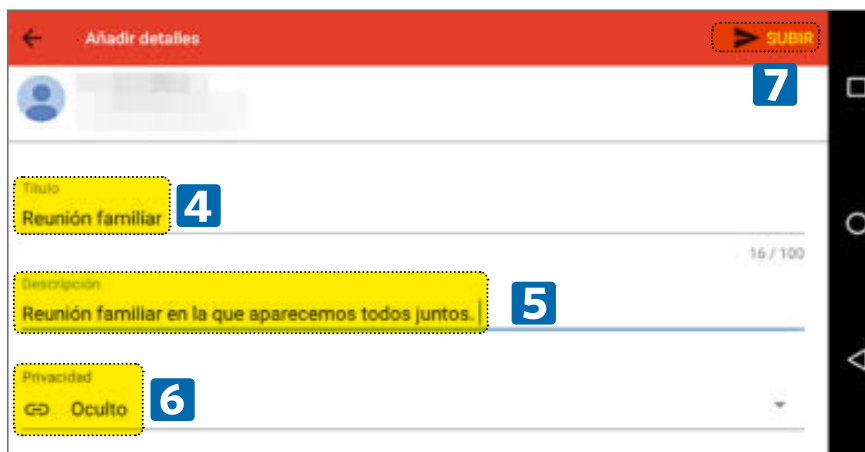 Añadir detalles
SUBIR
7
Título
Reunión familiar
4
16 / 100
Descripción
Reunión familiar en la que aparecemos todos juntos.
5
Privacidad
Oculto
6